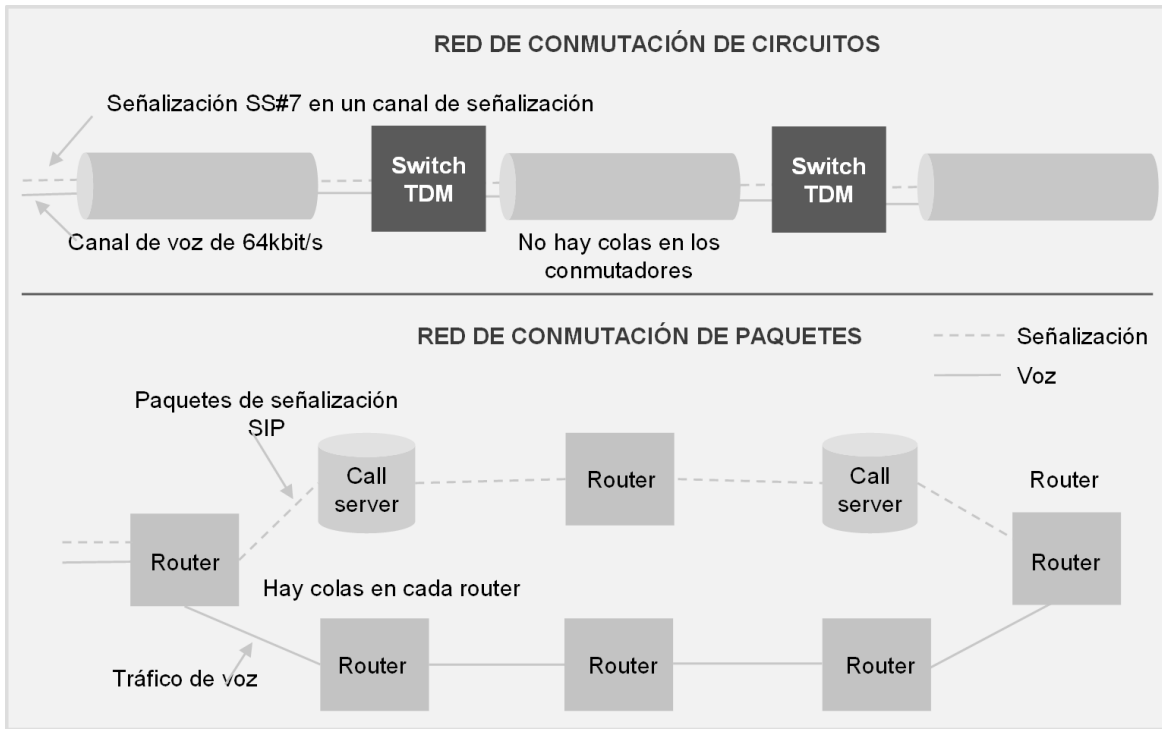 RED DE CONMUTACIÓN DE CIRCUITOS
Señalización SS#7 en un canal de señalización
Switch
TDM
Switch
TDM
Canal de voz de 64kbit/s
No hay colas en los
conmutadores
RED DE CONMUTACIÓN DE PAQUETES
Señalización
Voz
Paquetes de señalización
SIP
Call
server
Router
Call
server
Router
Router
Router
Hay colas en cada router
Router
Router
Router
Tráfico de voz